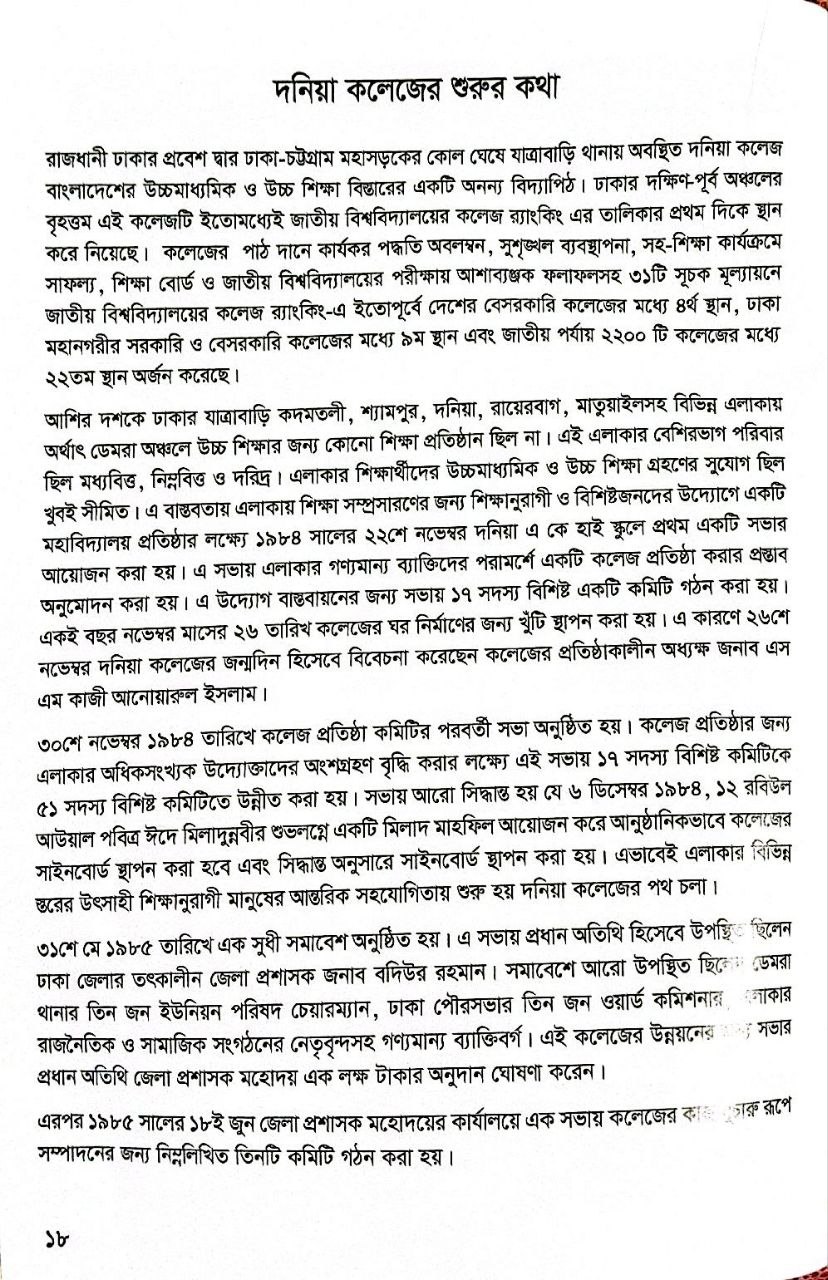 দনিয়া কলেজের শুরুর কথা
রাজধানী ঢাকার প্রবেশ দ্বার ঢাকা-চট্টগ্রাম মহাসড়কের কোল ঘেষে যাত্রাবাড়ি থানায় অবস্থিত দনিয়া কলেজ
বাংলাদেশের উচ্চমাধ্যমিক ও উচ্চ শিক্ষা বিস্তারের একটি অনন্য বিদ্যাপিঠ। ঢাকার দক্ষিণ-পূর্ব অঞ্চলের
বৃহত্তম এই কলেজটি ইতোমধ্যেই জাতীয় বিশ্ববিদ্যালয়ের কলেজ র‍্যাংকিং এর তালিকার প্রথম দিকে স্থান
করে নিয়েছে। কলেজের পাঠ দানে কার্যকর পদ্ধতি অবলম্বন, সুশৃঙ্খল ব্যবস্থাপনা, সহ-শিক্ষা কার্যক্রমে
সাফল্য, শিক্ষা বোর্ড ও জাতীয় বিশ্ববিদ্যালয়ের পরীক্ষায় আশাব্যঞ্জক ফলাফলসহ ৩১টি সূচক মূল্যায়নে
জাতীয় বিশ্ববিদ্যালয়ের কলেজ র‍্যাংকিং-এ ইতোপূর্বে দেশের বেসরকারি কলেজের মধ্যে ৪র্থ স্থান, ঢাকা
মহানগরীর সরকারি ও বেসরকারি কলেজের মধ্যে ৯ম স্থান এবং জাতীয় পর্যায় ২২০০ টি কলেজের মধ্যে
২২তম স্থান অর্জন করেছে।
আশির দশকে ঢাকার যাত্রাবাড়ি কদমতলী, শ্যামপুর, দনিয়া, রায়েরবাগ, মাতুয়াইলসহ বিভিন্ন এলাকায়
অর্থাৎ ডেমরা অঞ্চলে উচ্চ শিক্ষার জন্য কোনো শিক্ষা প্রতিষ্ঠান ছিল না। এই এলাকার বেশিরভাগ পরিবার
ছিল মধ্যবিত্ত, নিম্নবিত্ত ও দরিদ্র। এলাকার শিক্ষার্থীদের উচ্চমাধ্যমিক ও উচ্চ শিক্ষা গ্রহণের সুযোগ ছিল
খুবই সীমিত। এ বাস্তবতায় এলাকায় শিক্ষা সম্প্রসারণের জন্য শিক্ষানুরাগী ও বিশিষ্টজনদের উদ্যোগে একটি
মহাবিদ্যালয় প্রতিষ্ঠার লক্ষ্যে ১৯৮৪ সালের ২২শে নভেম্বর দনিয়া এ কে হাই স্কুলে প্রথম একটি সভার
আয়োজন করা হয়। এ সভায় এলাকার গণ্যমান্য ব্যাক্তিদের পরামর্শে একটি কলেজ প্রতিষ্ঠা করার প্রস্তাব
অনুমোদন করা হয়। এ উদ্যোগ বাস্তবায়নের জন্য সভায় ১৭ সদস্য বিশিষ্ট একটি কমিটি গঠন করা হয়।
একই বছর নভেম্বর মাসের ২৬ তারিখ কলেজের ঘর নির্মাণের জন্য খুঁটি স্থাপন করা হয়। এ কারণে ২৬শে
নভেম্বর দনিয়া কলেজের জন্মদিন হিসেবে বিবেচনা করেছেন কলেজের প্রতিষ্ঠাকালীন অধ্যক্ষ জনাব এস
এম কাজী আনোয়ারুল ইসলাম।
৩০শে নভেম্বর ১৯৮৪ তারিখে কলেজ প্রতিষ্ঠা কমিটির পরবর্তী সভা অনুষ্ঠিত হয়। কলেজ প্রতিষ্ঠার জন্য
এলাকার অধিকসংখ্যক উদ্যোক্তাদের অংশগ্রহণ বৃদ্ধি করার লক্ষ্যে এই সভায় ১৭ সদস্য বিশিষ্ট কমিটিকে
৫১ সদস্য বিশিষ্ট কমিটিতে উন্নীত করা হয়। সভায় আরো সিদ্ধান্ত হয় যে ৬ ডিসেম্বর ১৯৮৪, ১২ রবিউল
আউয়াল পবিত্র ঈদে মিলাদুন্নবীর শুভলগ্নে একটি মিলাদ মাহফিল আয়োজন করে আনুষ্ঠানিকভাবে কলেজের
সাইনবোর্ড স্থাপন করা হবে এবং সিদ্ধান্ত অনুসারে সাইনবোর্ড স্থাপন করা হয়। এভাবেই এলাকার বিভিন্ন
স্তরের উৎসাহী শিক্ষানুরাগী মানুষের আন্তরিক সহযোগিতায় শুরু হয় দনিয়া কলেজের পথ চলা।
৩১শে মে ১৯৮৫ তারিখে এক সুধী সমাবেশ অনুষ্ঠিত হয়। এ সভায় প্রধান অতিথি হিসেবে উপস্থিত ছিলেন
ঢাকা জেলার তৎকালীন জেলা প্রশাসক জনাব বদিউর রহমান। সমাবেশে আরো উপস্থিত ছিলেন ডেমরা
থানার তিন জন ইউনিয়ন পরিষদ চেয়ারম্যান, ঢাকা পৌরসভার তিন জন ওয়ার্ড কমিশনার,
রাজনৈতিক ও সামাজিক সংগঠনের নেতৃবৃন্দসহ গণ্যমান্য ব্যাক্তিবর্গ। এই কলেজের উন্নয়নের সভার
প্রধান অতিথি জেলা প্রশাসক মহোদয় এক লক্ষ টাকার অনুদান ঘোষণা করেন।
এরপর ১৯৮৫ সালের ১৮ই জুন জেলা প্রশাসক মহোদয়ের কার্যালয়ে এক সভায় কলেজের রূপে
সম্পাদনের জন্য নিম্নলিখিত তিনটি কমিটি গঠন করা হয়।
১৮